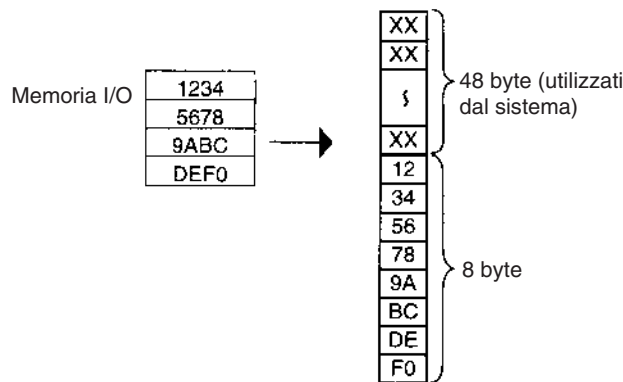 Memoria I/O
1234
5678
9ABC
DEF0
XX
XX
XX
12
34
56
78
9A
BC
DE
F0
48 byte (utilizzati
dal sistema)
8 byte